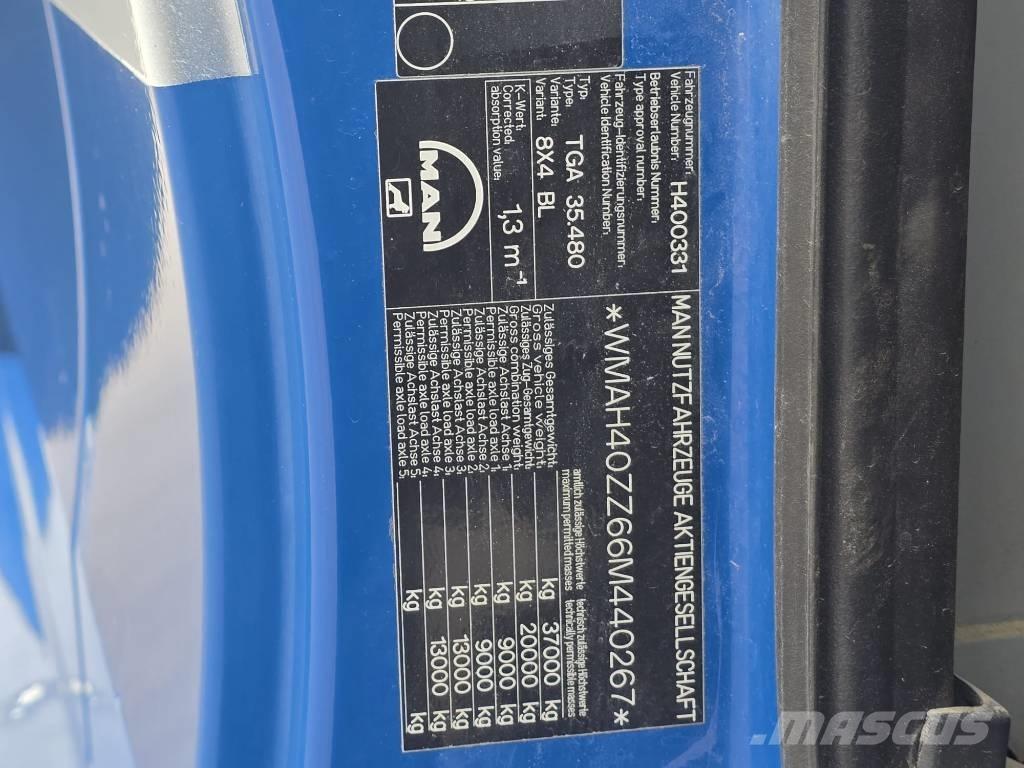 Fahrzeugnummer:
Vehicle Number: H400331
MAN NUTZFAHRZEUGE AKTIENGESELLSCHAFT
Betriebserlaubnis Nummer:
Type approval number:
Fahrzeug-Identifizierungsnummer:
Vehicle Identification Number:
*WMAH40ZZ66M440267*
Typ:
Type: TGA 35.480
Variante:
Variant: 8X4 BL
K-Wert:
Corrected absorption value: 1,3 m⁻¹
MAN
amtlich zulässige Höchstwerte
maximum permitted masses
technisch zulässige Höchstwerte
technically permissible masses
Zulässiges Gesamtgewicht:
Gross Vehicle weight: kg 37000 kg
Zulässiges Zug-Gesamtgewicht:
Gross combination weight: kg 20000 kg
Zulässige Achslast Achse 1:
Permissible axle load axle 1: kg 9000 kg
Zulässige Achslast Achse 2:
Permissible axle load axle 2: kg 9000 kg
Zulässige Achslast Achse 3:
Permissible axle load axle 3: kg 13000 kg
Zulässige Achslast Achse 4:
Permissible axle load axle 4: kg 13000 kg
Zulässige Achslast Achse 5:
Permissible axle load axle 5: kg kg
MASCUS